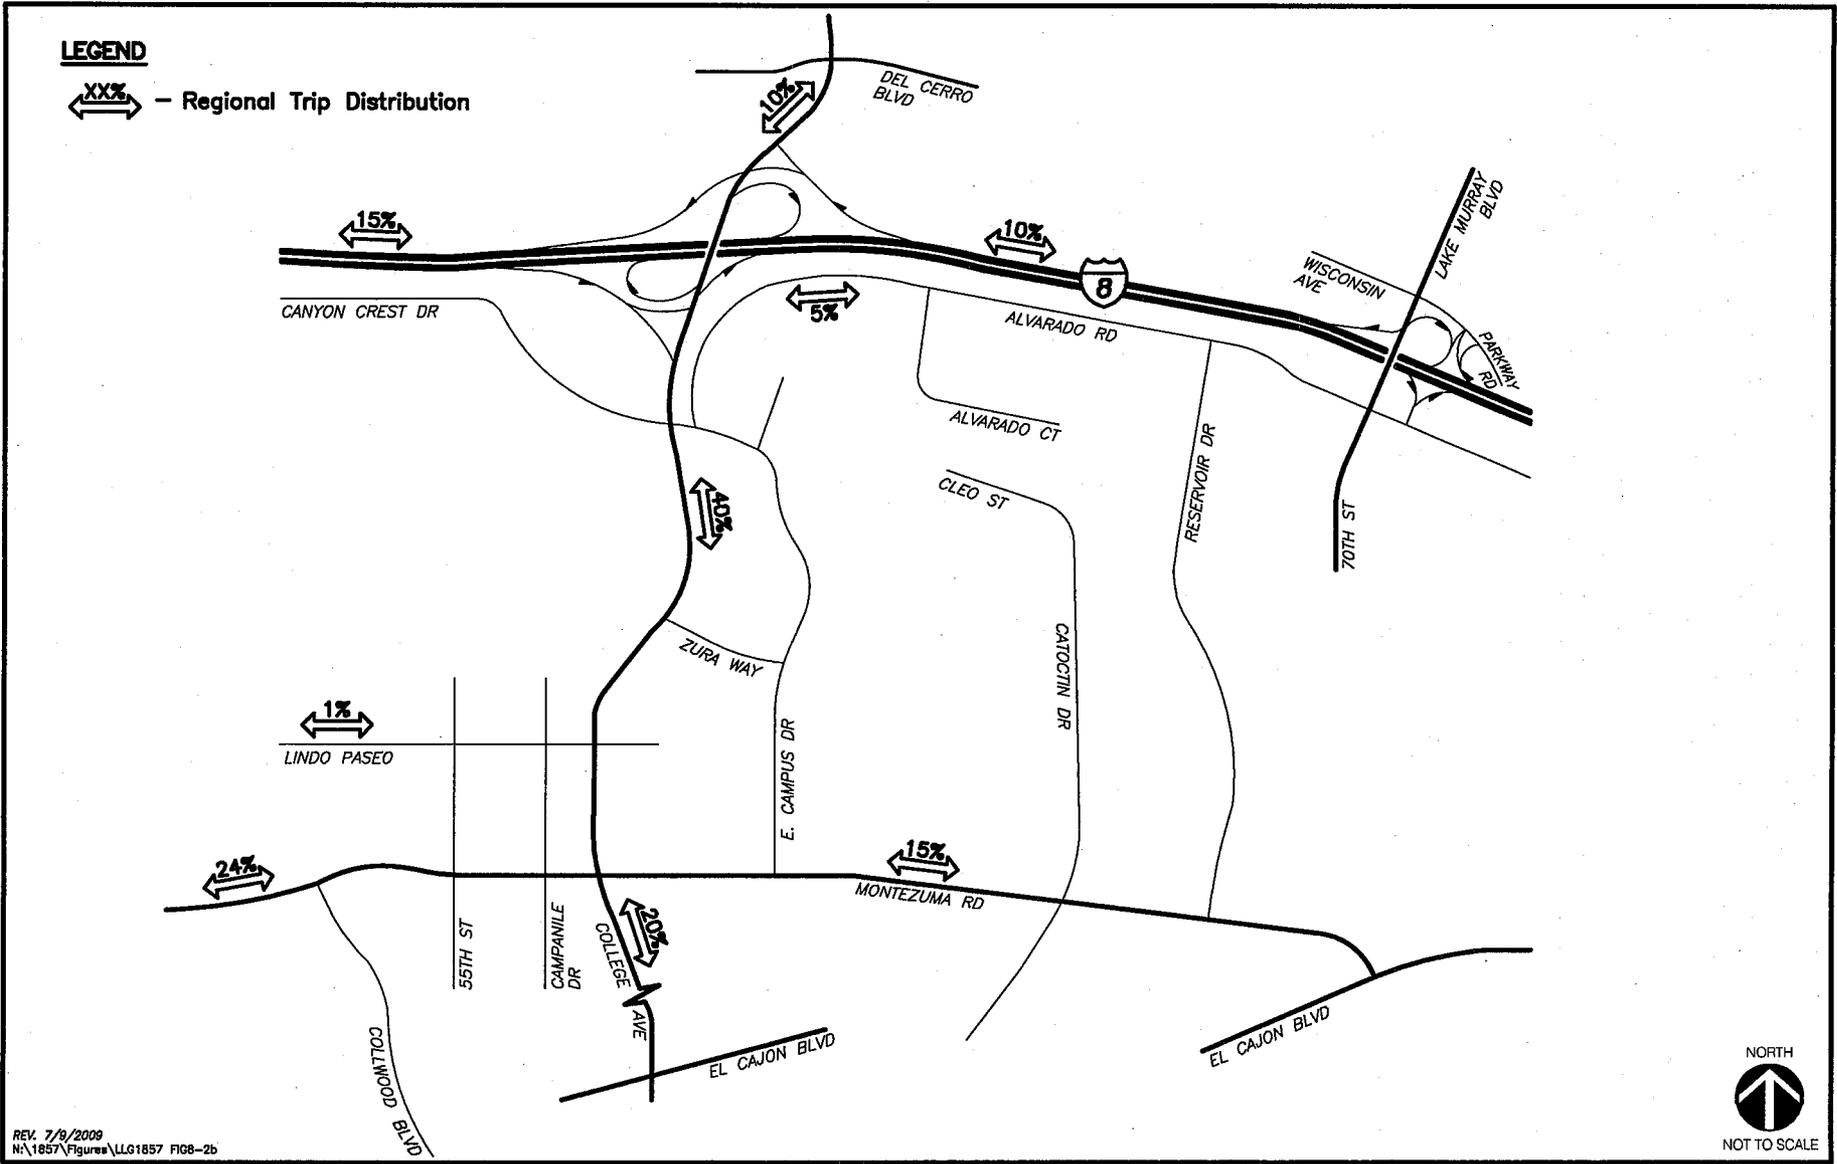 LEGEND
XX% – Regional Trip Distribution
10%
DEL CERRO
BLVD
15%
10%
LAKE MURRAY
BLVD
WISCONSIN
AVE
8
CANYON CREST DR
5%
ALVARADO RD
PARKWAY
RD
ALVARADO CT
CLEO ST
RESERVOIR DR
40%
70TH ST
ZURA WAY
CATOCTIN DR
1%
LINDO PASEO
E. CAMPUS DR
24%
15%
MONTEZUMA RD
55TH ST
CAMPANILE
DR
COLLEGE
AVE
20%
COLLWOOD BLVD
EL CAJON BLVD
EL CAJON BLVD
NORTH
NOT TO SCALE
REV. 7/9/2009
N:\1857\Figures\LLG1857 FIG8-2b